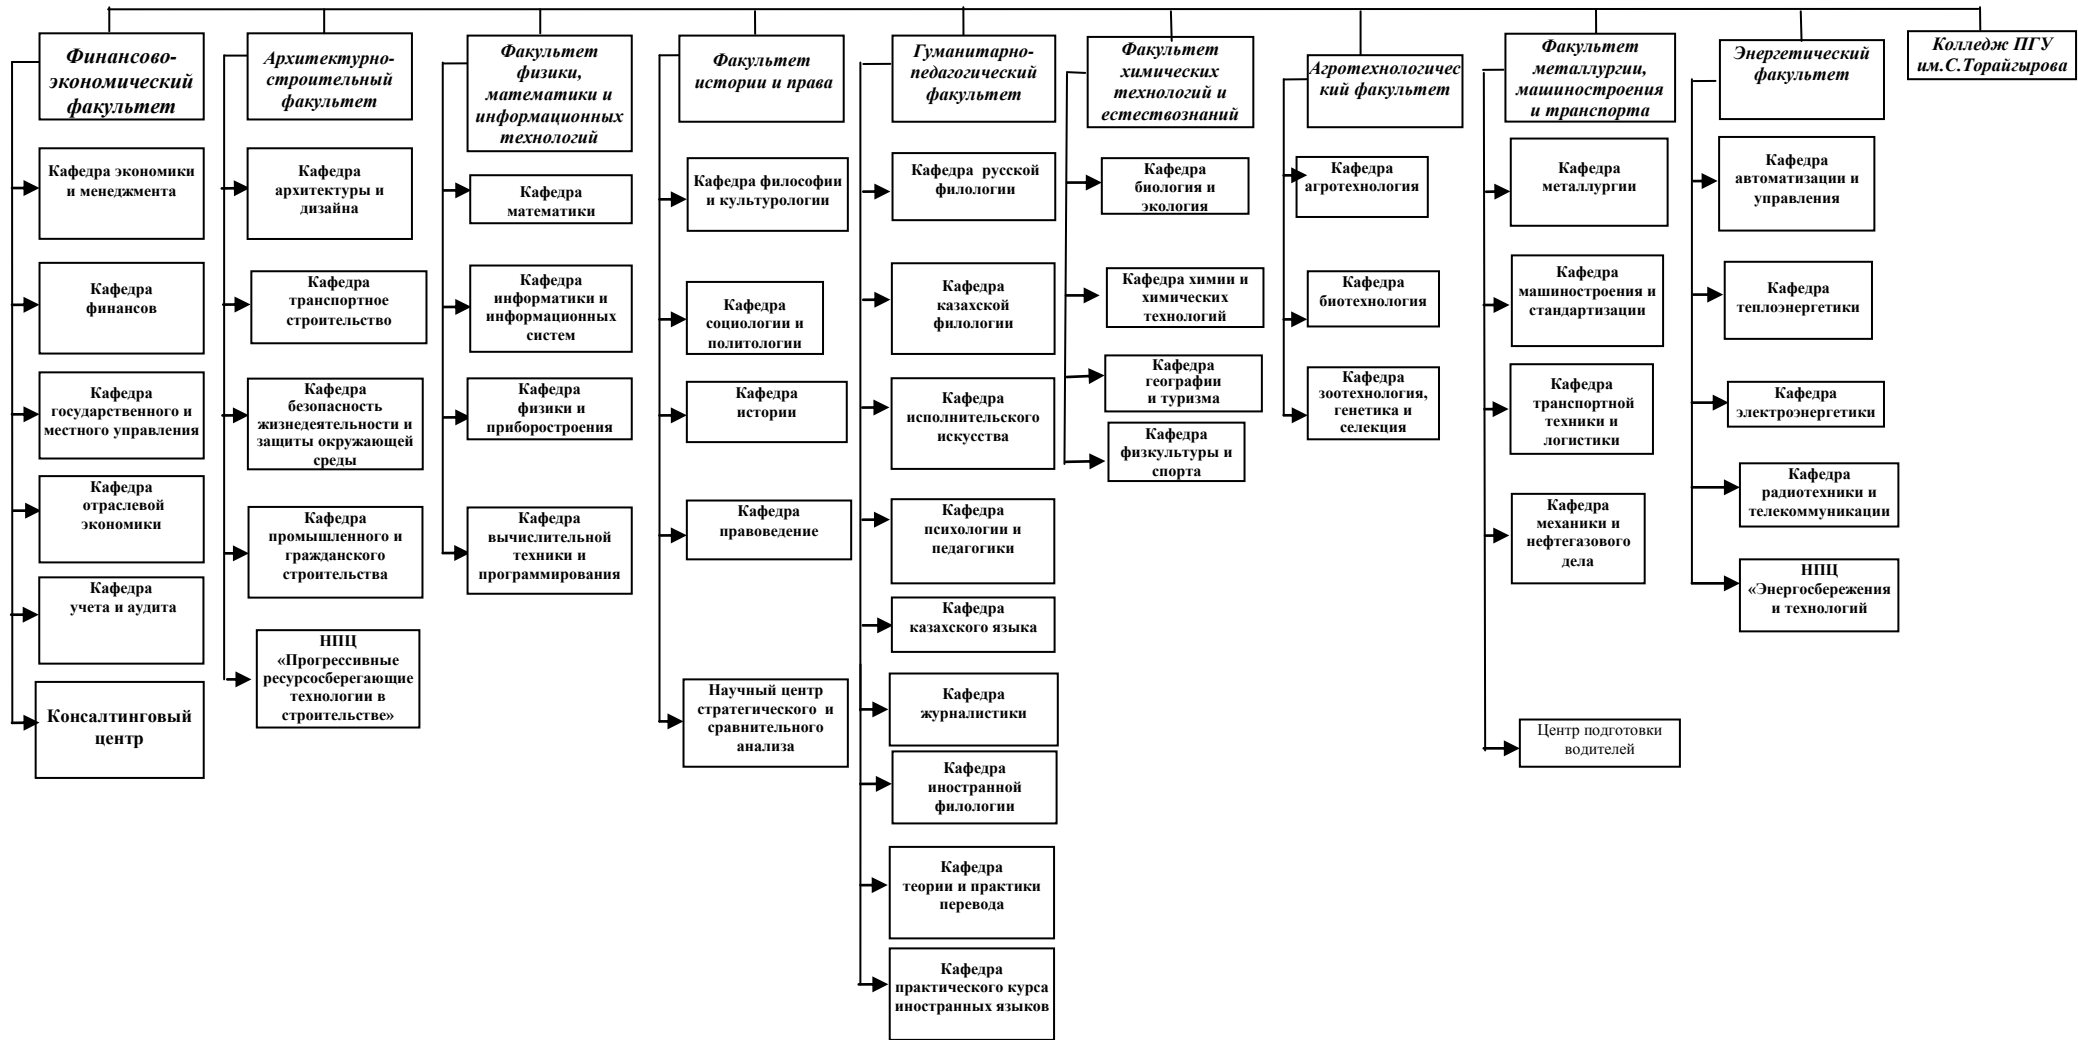 Финансово-
экономический
факультет
Кафедра экономики
и менеджмента
Кафедра
финансов
Кафедра
государственного и
местного управления
Кафедра
отраслевой
экономики
Кафедра
учета и аудита
Консалтинговый
центр
Архитектурно-
строительный
факультет
Кафедра
архитектуры и
дизайна
Кафедра
транспортное
строительство
Кафедра
безопасность
жизнедеятельности и
защиты окружающей
среды
Кафедра
промышленного и
гражданского
строительства
НПЦ
«Прогрессивные
ресурсосберегающие
технологии в
строительстве»
Факультет
физики,
математики и
информационных
технологий
Кафедра
математики
Кафедра
информатики и
информационных
систем
Кафедра
физики и
приборостроения
Кафедра
вычислительной
техники и
программирования
Факультет
истории и права
Кафедра философии
и культурологии
Кафедра
социологии и
политологии
Кафедра
истории
Кафедра
правоведение
Научный центр
стратегического и
сравнительного
анализа
Гуманитарно-
педагогический
факультет
Кафедра русской
филологии
Кафедра
казахской
филологии
Кафедра
исполнительского
искусства
Кафедра
психологии и
педагогики
Кафедра
казахского языка
Кафедра
журналистики
Кафедра
иностранной
филологии
Кафедра
теории и практики
перевода
Кафедра
практического курса
иностранных языков
Факультет
химических
технологий и
естествознаний
Кафедра
биология и
экология
Кафедра химии и
химических
технологий
Кафедра
географии
и туризма
Кафедра
физкультуры и
спорта
Агротехнологичес
кий факультет
Кафедра
агротехнология
Кафедра
биотехнология
Кафедра
зоотехнология,
генетика и
селекция
Факультет
металлургии,
машиностроения
и транспорта
Кафедра
металлургии
Кафедра
машиностроения и
стандартизации
Кафедра
транспортной
техники и
логистики
Кафедра
механики и
нефтегазового
дела
Центр подготовки
водителей
Энергетический
факультет
Кафедра
автоматизации и
управления
Кафедра
теплоэнергетики
Кафедра
электроэнергетики
Кафедра
радиотехники и
телекоммуникации
НПЦ
«Энергосбережения
и технологий
Колледж ПГУ
им.С.Торайгырова